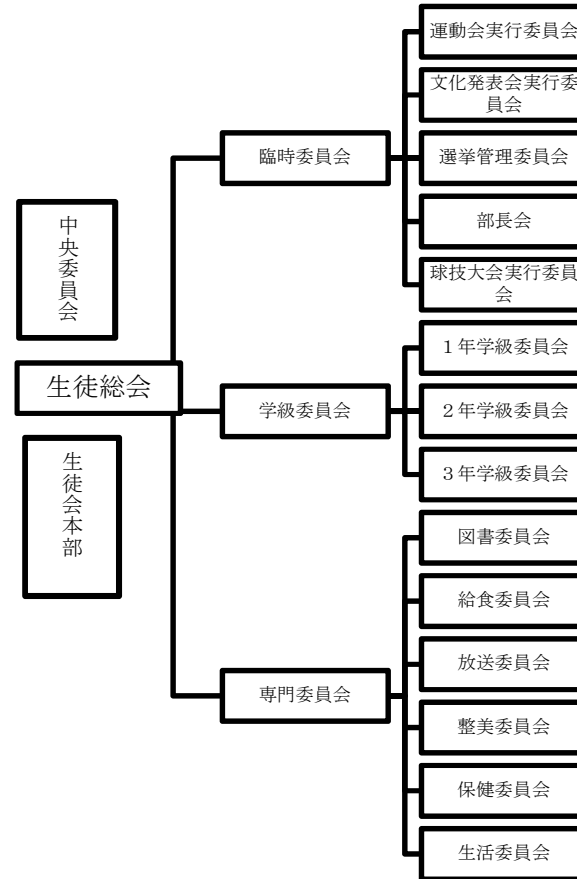 運動会実行委員会
文化発表会実行委
員会
臨時委員会
選挙管理委員会
部長会
球技大会実行委員
会
中央委員会
生徒総会
生徒会本部
学級委員会
１年学級委員会
２年学級委員会
３年学級委員会
専門委員会
図書委員会
給食委員会
放送委員会
整美委員会
保健委員会
生活委員会